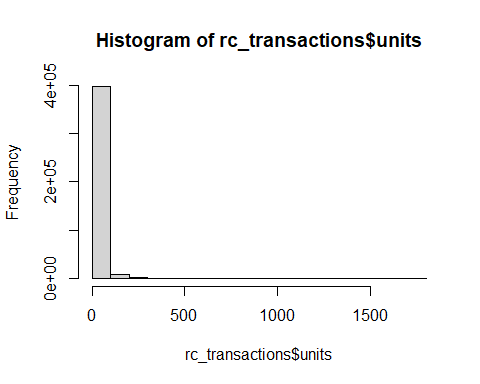 Histogram of rc_transactions$units
Frequency
4e+05
2e+05
0e+00
0 500 1000 1500
rc_transactions$units